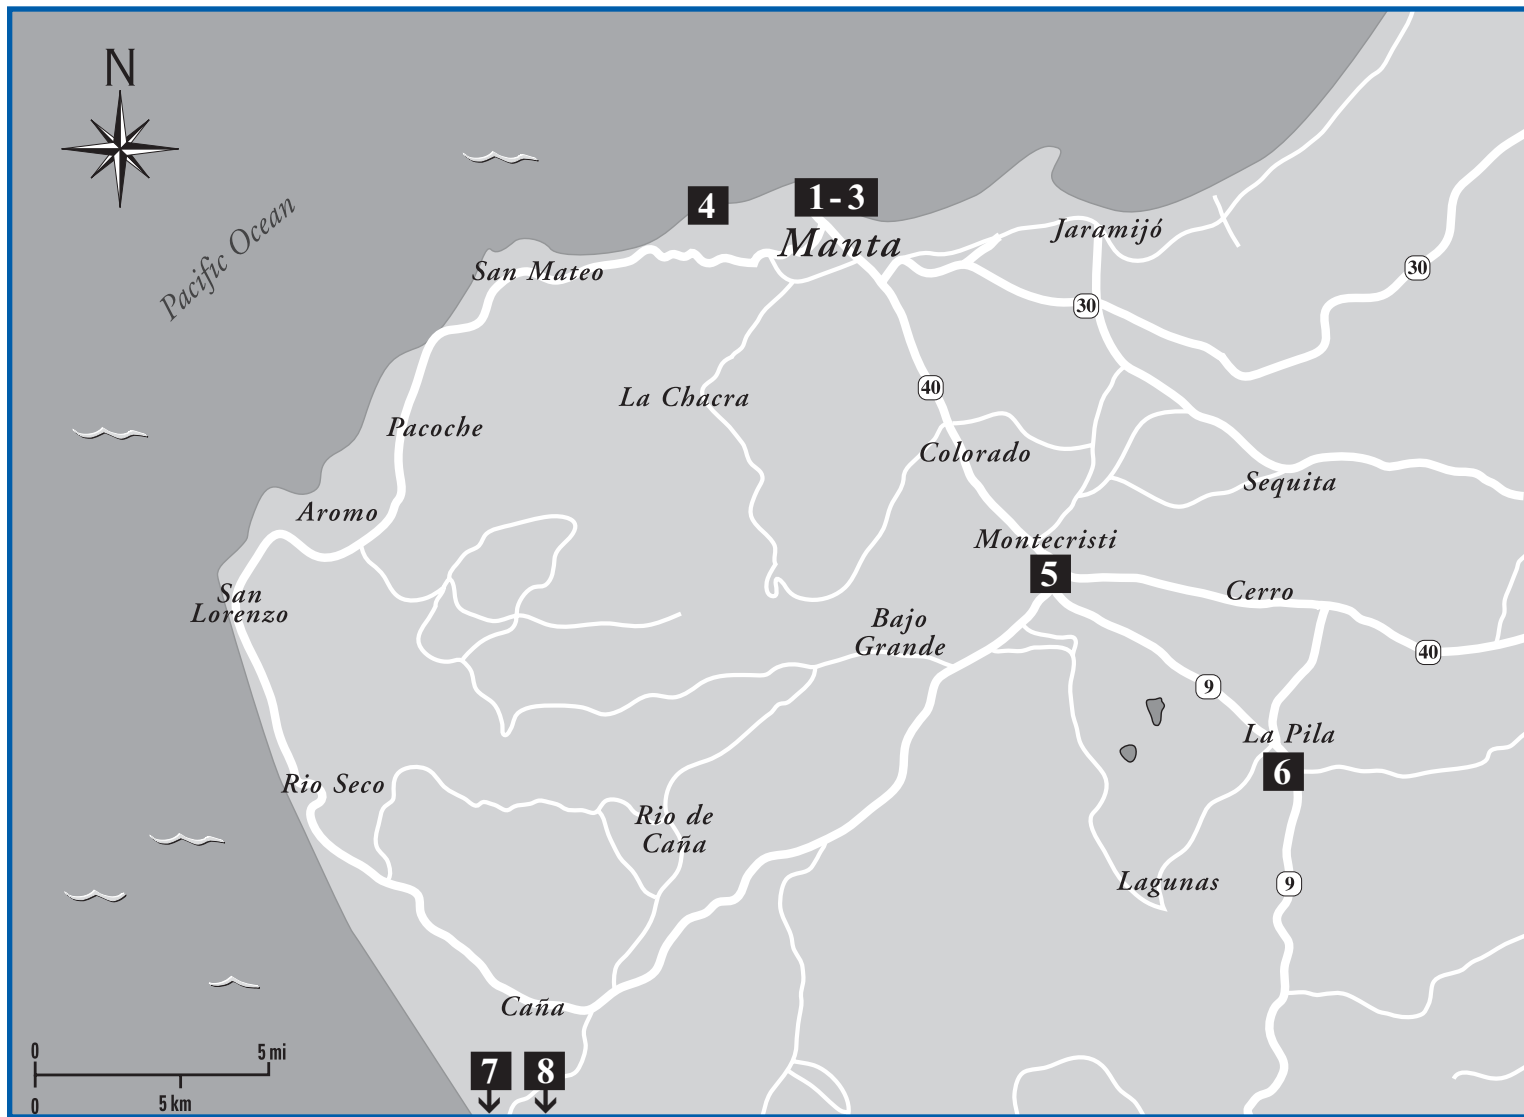 N
Pacific Ocean
4
1-3
Manta
Jaramijó
San Mateo
30
30
La Chacra
40
Pacoche
Colorado
Sequita
Aromo
Montecristi
5
Cerro
San
Lorenzo
Bajo
Grande
40
9
La Pila
6
Rio Seco
Rio de
Caña
Lagunas
9
Caña
7
8
0
5 mi
0
5 km